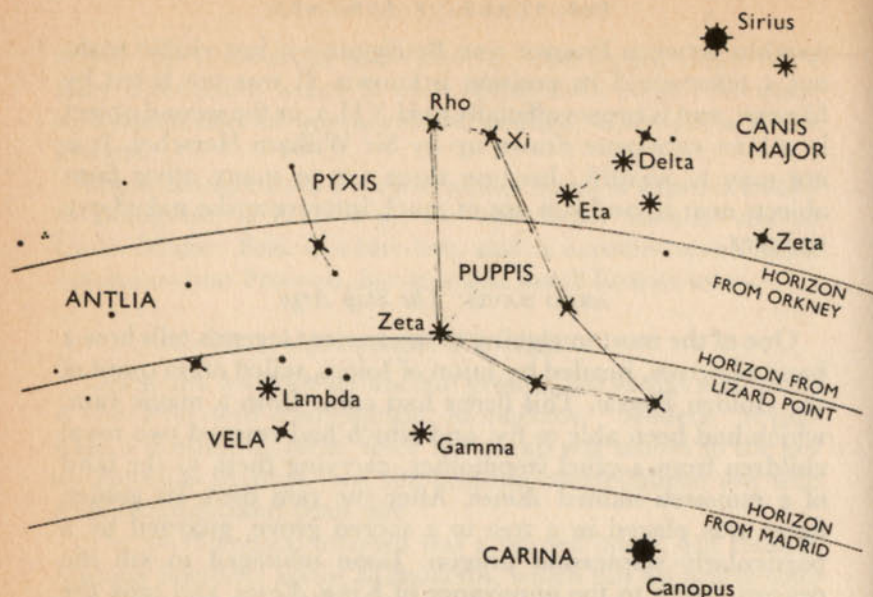 Sirius
Rho
Xi
CANIS
MAJOR
Delta
PYXIS
Eta
Zeta
PUPPIS
HORIZON
FROM ORKNEY
ANTLIA
Zeta
HORIZON FROM
LIZARD POINT
Lambda
VELA
Gamma
HORIZON
FROM MADRID
CARINA
Canopus